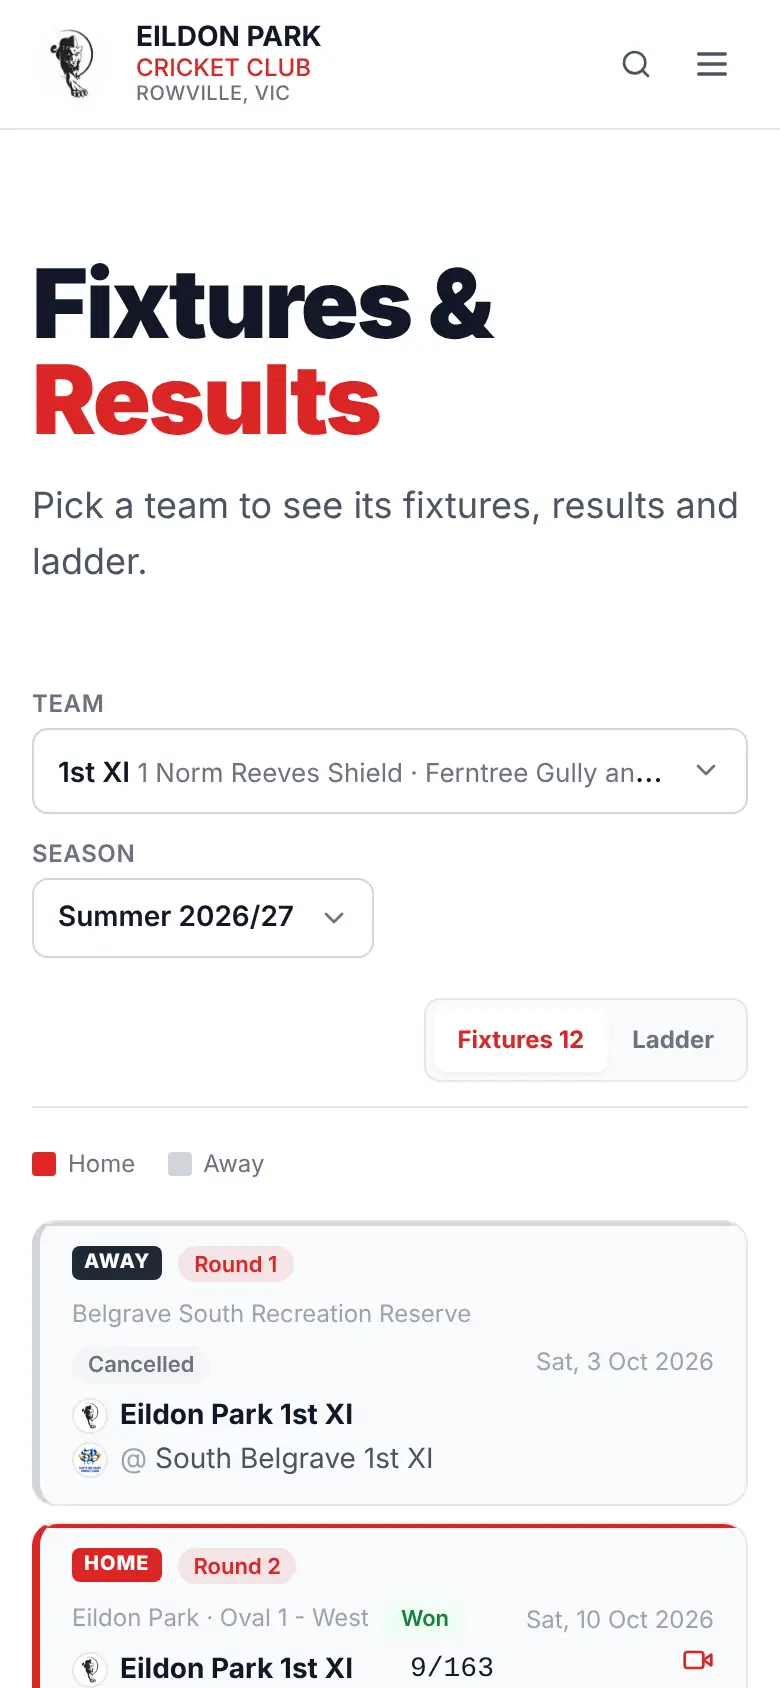 EILDON PARK
CRICKET CLUB
ROWVILLE, VIC
Fixtures &
Results
Pick a team to see its fixtures, results and
ladder.
TEAM
1st XI 1 Norm Reeves Shield · Ferntree Gully an...
SEASON
Summer 2026/27
Fixtures 12 Ladder
Home Away
AWAY Round 1
Belgrave South Recreation Reserve
Cancelled Sat, 3 Oct 2026
Eildon Park 1st XI
@ South Belgrave 1st XI
HOME Round 2
Eildon Park · Oval 1 - West Won Sat, 10 Oct 2026
Eildon Park 1st XI 9/163